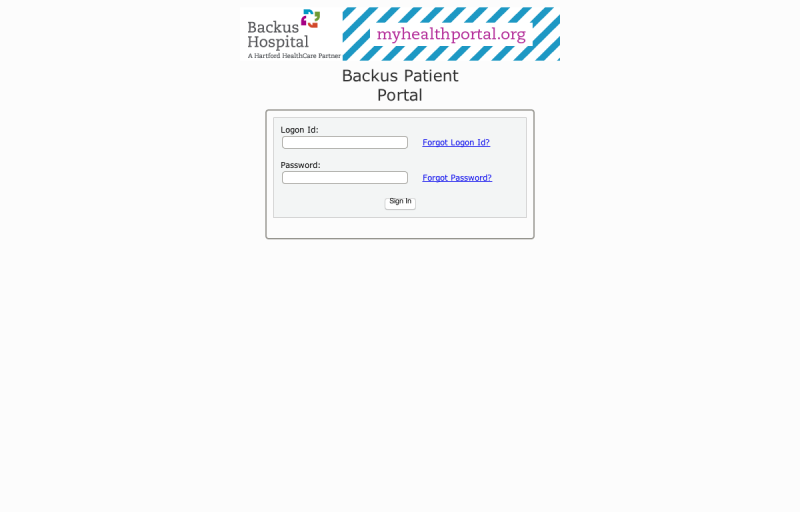 Backus
Hospital
A Hartford HealthCare Partner
myhealthportal.org
Backus Patient
Portal
Logon Id:
Forgot Logon Id?
Password:
Forgot Password?
Sign In